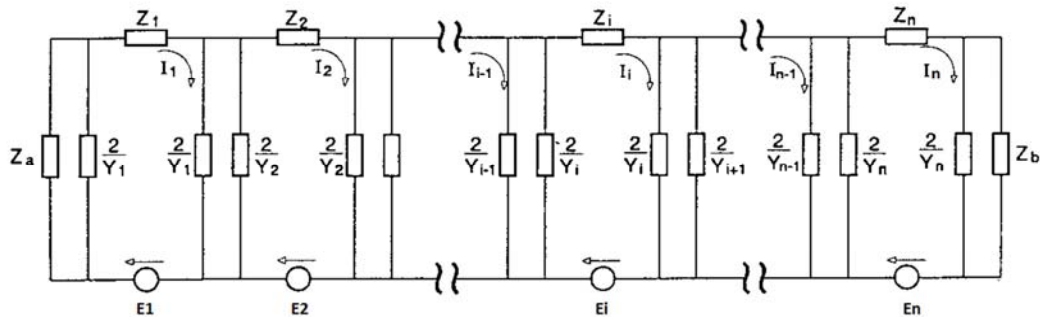 Z1 Z2 Zi Zn
I1 I2 Ii-1 Ii In-1 In
Za 2/Y1 2/Y1 2/Y2 2/Y2 2/Yi-1 2/Yi 2/Yi 2/Yi+1 2/Yn-1 2/Yn 2/Yn Zb
E1 E2 Ei En